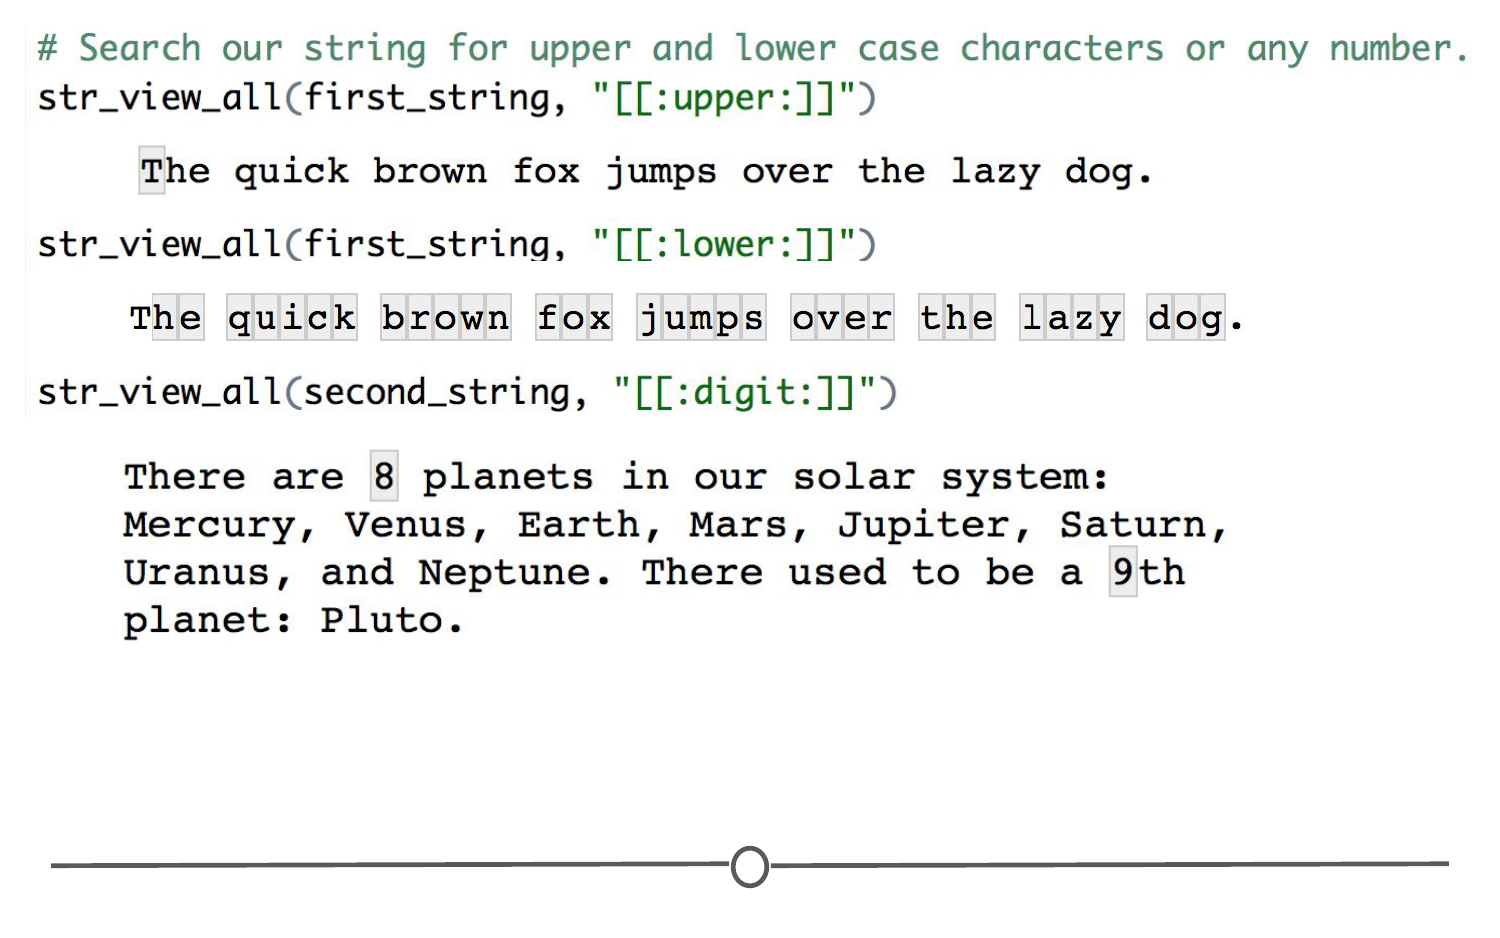 # Search our string for upper and lower case characters or any number.
str_view_all(first_string, "[[:upper:]]")
The quick brown fox jumps over the lazy dog.
str_view_all(first_string, "[[:lower:]]")
The quick brown fox jumps over the lazy dog.
str_view_all(second_string, "[[:digit:]]")
There are 8 planets in our solar system:
Mercury, Venus, Earth, Mars, Jupiter, Saturn,
Uranus, and Neptune. There used to be a 9th
planet: Pluto.